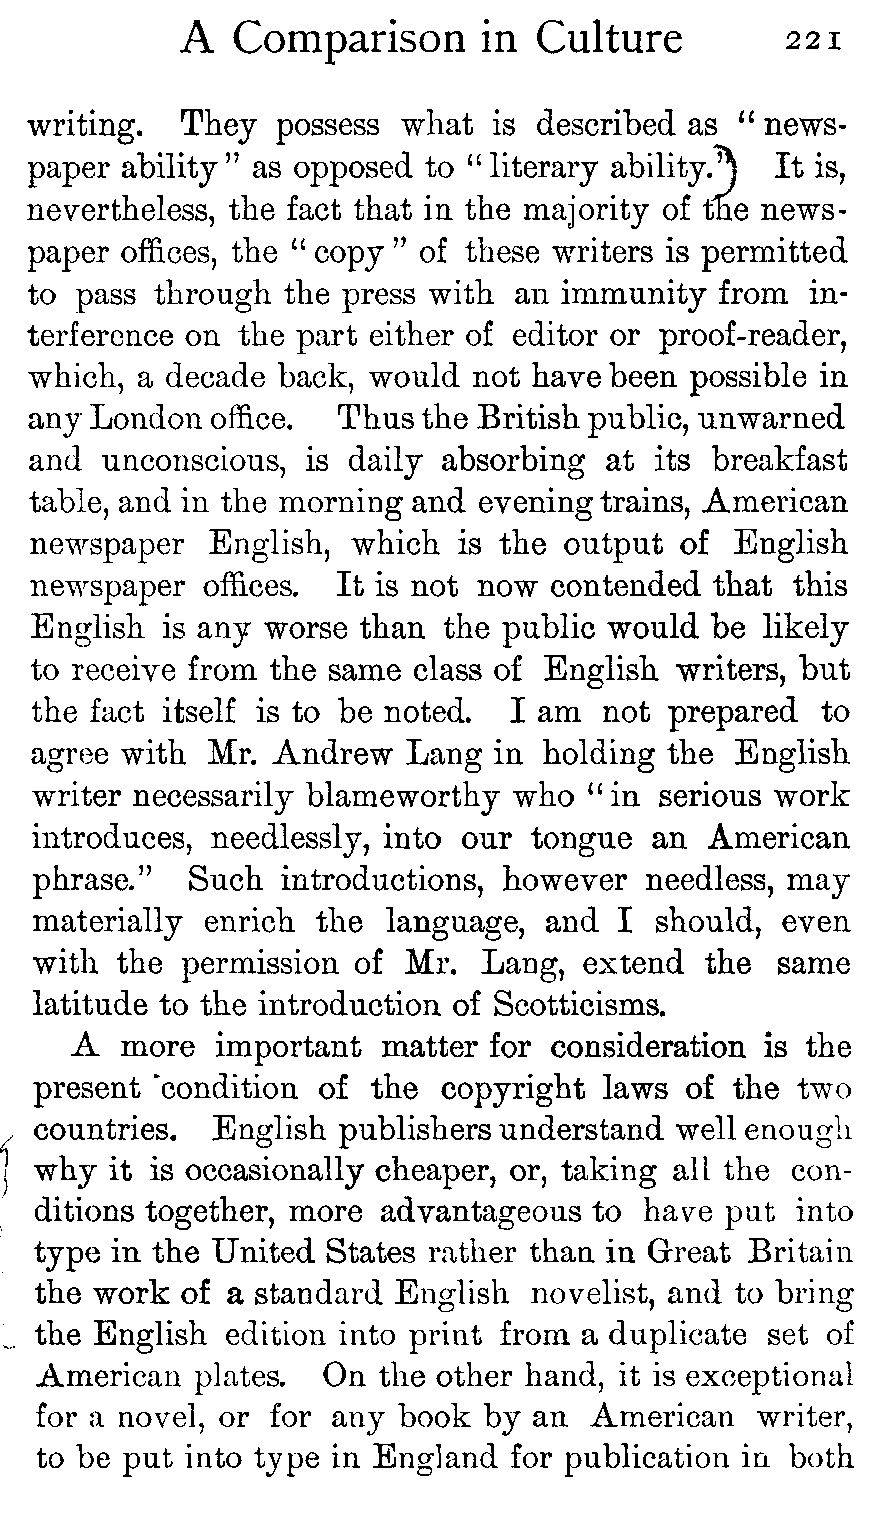 A Comparison in Culture 221
writing. They possess what is described as "news-
paper ability" as opposed to "literary ability." It is,
nevertheless, the fact that in the majority of the news-
paper offices, the "copy" of these writers is permitted
to pass through the press with an immunity from in-
terference on the part either of editor or proof-reader,
which, a decade back, would not have been possible in
any London office. Thus the British public, unwarned
and unconscious, is daily absorbing at its breakfast
table, and in the morning and evening trains, American
newspaper English, which is the output of English
newspaper offices. It is not now contended that this
English is any worse than the public would be likely
to receive from the same class of English writers, but
the fact itself is to be noted. I am not prepared to
agree with Mr. Andrew Lang in holding the English
writer necessarily blameworthy who "in serious work
introduces, needlessly, into our tongue an American
phrase." Such introductions, however needless, may
materially enrich the language, and I should, even
with the permission of Mr. Lang, extend the same
latitude to the introduction of Scotticisms.
A more important matter for consideration is the
present condition of the copyright laws of the two
countries. English publishers understand well enough
why it is occasionally cheaper, or, taking all the con-
ditions together, more advantageous to have put into
type in the United States rather than in Great Britain
the work of a standard English novelist, and to bring
the English edition into print from a duplicate set of
American plates. On the other hand, it is exceptional
for a novel, or for any book by an American writer,
to be put into type in England for publication in both